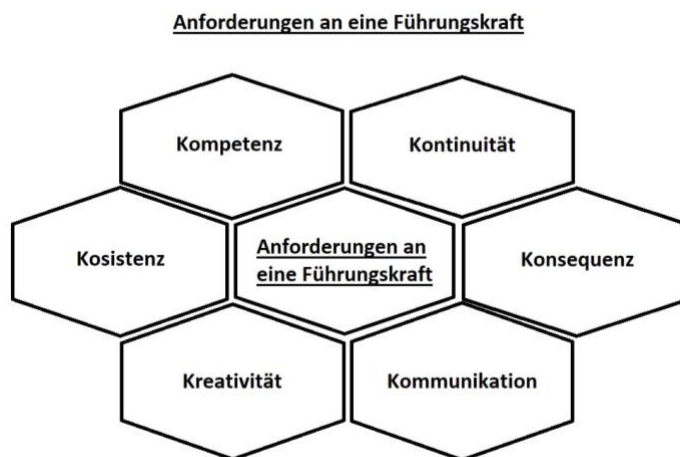 Anforderungen an eine Führungskraft
Kompetenz
Kontinuität
Kosistenz
Anforderungen an
eine Führungskraft
Konsequenz
Kreativität
Kommunikation